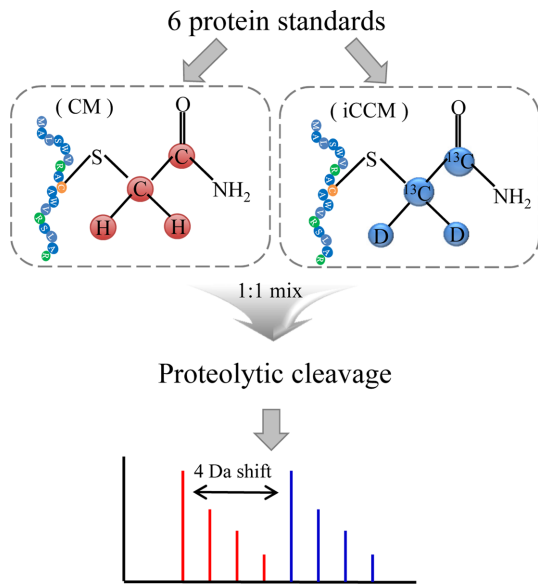 6 protein standards
( CM )
O
S
C
C
NH₂
H
H
( iCCM )
O
S
¹³C
¹³C
NH₂
D
D
1:1 mix
Proteolytic cleavage
4 Da shift